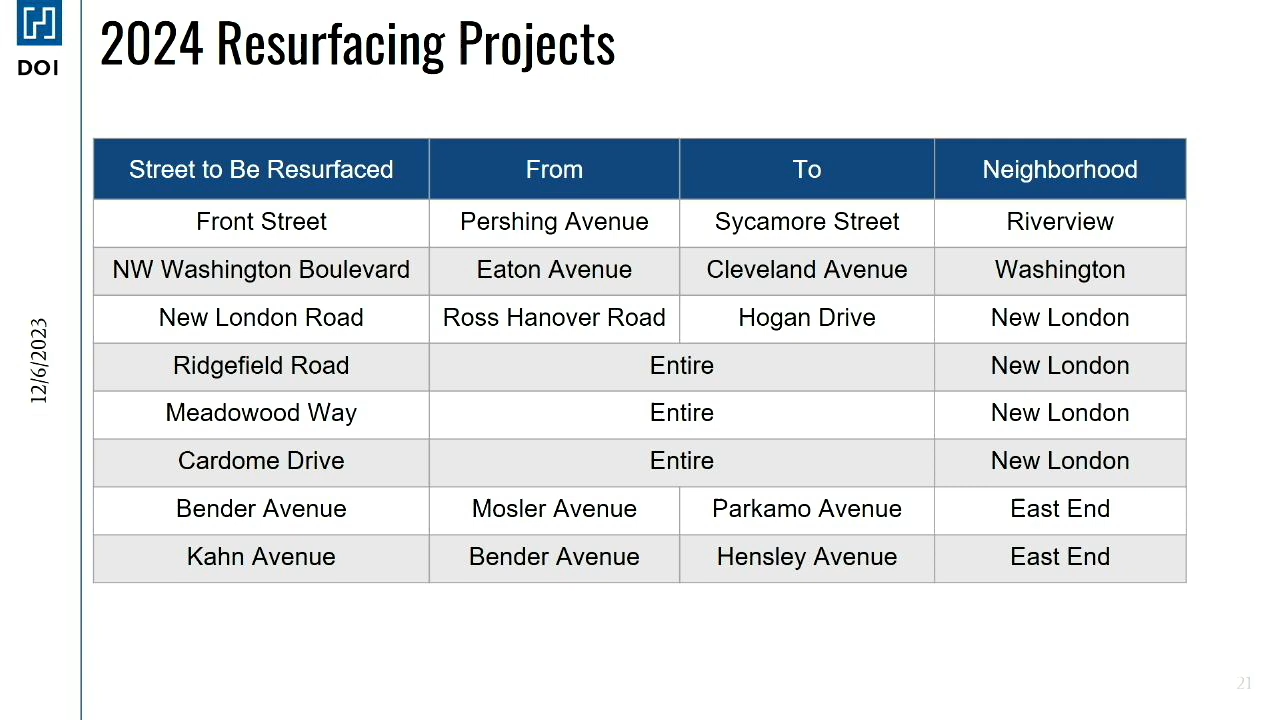 DOI
2024 Resurfacing Projects
12/6/2023
Street to Be Resurfaced From To Neighborhood
Front Street Pershing Avenue Sycamore Street Riverview
NW Washington Boulevard Eaton Avenue Cleveland Avenue Washington
New London Road Ross Hanover Road Hogan Drive New London
Ridgefield Road Entire New London
Meadowood Way Entire New London
Cardome Drive Entire New London
Bender Avenue Mosler Avenue Parkamo Avenue East End
Kahn Avenue Bender Avenue Hensley Avenue East End
21